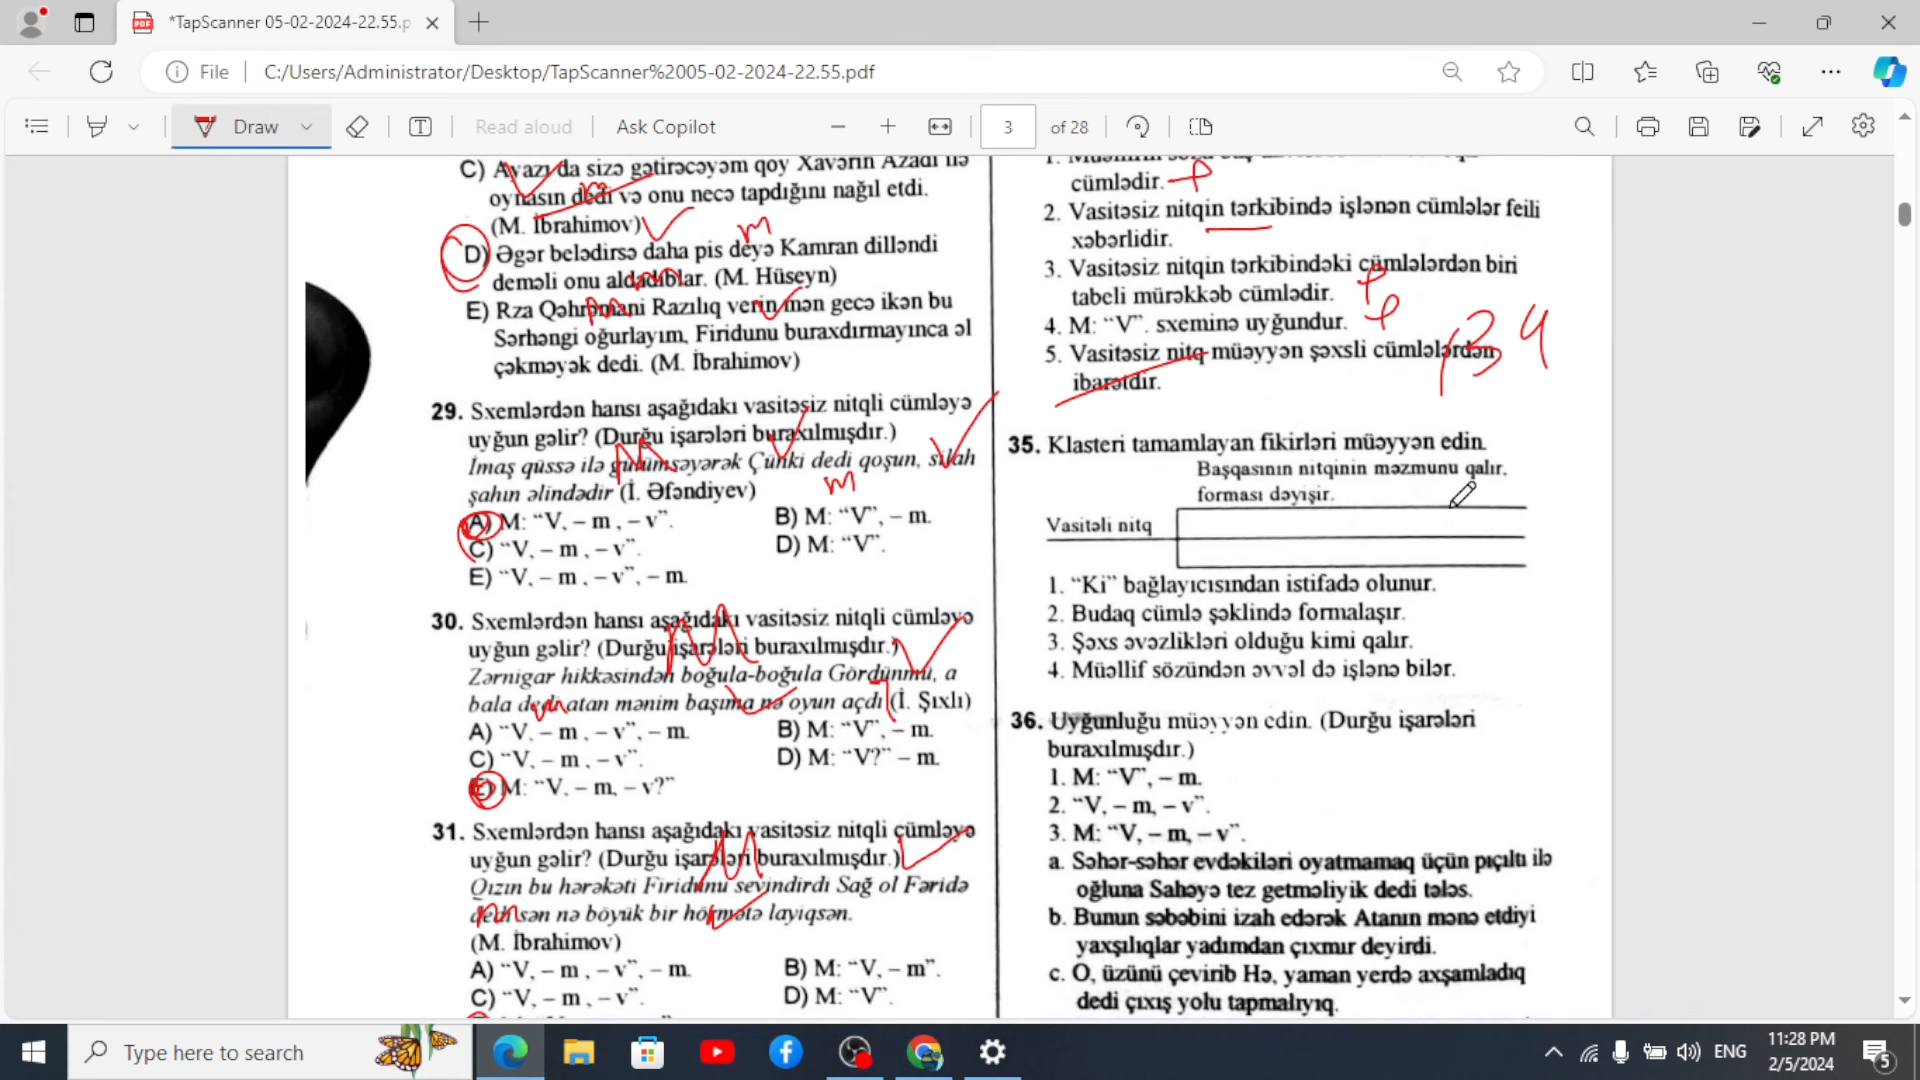 *TapScanner 05-02-2024-22.55.p
File
C:/Users/Administrator/Desktop/TapScanner%2005-02-2024-22.55.pdf
Draw
Read aloud
Ask Copilot
3
of 28
C) Ayazı da sizə gətirəcəyəm qoy Xavərin Azadı ilə
oynasın dedi və onu necə tapdığını nağıl etdi.
(M. İbrahimov)
D) Əgər belədirsə daha pis deyə Kamran dilləndi
deməli onu aldadıblar. (M. Hüseyn)
E) Rza Qəhrəmani Razılıq verin mən gecə ikən bu
Sərhəngi oğurlayım, Firidunu buraxdırmayınca əl
çəkməyək dedi. (M. İbrahimov)
29. Sxemlərdən hansı aşağıdakı vasitəsiz nitqli cümləyə
uyğun gəlir? (Durğu işarələri buraxılmışdır.)
İmaş qüssə ilə gülümsəyərək Çünki dedi qoşun, silah
şahın əlindədir (İ. Əfəndiyev)
A) M: “V, – m , – v”.
B) M: “V”, – m.
C) “V, – m , – v”.
D) M: “V”.
E) “V, – m , – v”, – m.
30. Sxemlərdən hansı aşağıdakı vasitəsiz nitqli cümləyə
uyğun gəlir? (Durğu işarələri buraxılmışdır.)
Zərnigar hikkəsindən boğula-boğula Gördünmü, a
bala dedi atan mənim başıma nə oyun açdı (İ. Şıxlı)
A) “V, – m , – v”, – m.
B) M: “V”, – m.
C) “V, – m , – v”.
D) M: “V?” – m.
E) M: “V, – m, – v?”
31. Sxemlərdən hansı aşağıdakı vasitəsiz nitqli cümləyə
uyğun gəlir? (Durğu işarələri buraxılmışdır.)
Qızın bu hərəkəti Firidunu sevindirdi Sağ ol Fəridə
dedi sən nə böyük bir hörmətə layiqsən.
(M. İbrahimov)
A) “V, – m , – v”, – m.
B) M: “V, – m”.
C) “V, – m , – v”.
D) M: “V”.
cümlədir.
2. Vasitəsiz nitqin tərkibində işlənən cümlələr feili
xəbərlidir.
3. Vasitəsiz nitqin tərkibindəki cümlələrdən biri
tabeli mürəkkəb cümlədir.
4. M: “V”. sxeminə uyğundur.
5. Vasitəsiz nitq müəyyən şəxsli cümlələrdən
ibarətdir.
134
35. Klasteri tamamlayan fikirləri müəyyən edin.
Başqasının nitqinin məzmunu qalır,
forması dəyişir.
Vasitəli nitq
1. “Ki” bağlayıcısından istifadə olunur.
2. Budaq cümlə şəklində formalaşır.
3. Şəxs əvəzlikləri olduğu kimi qalır.
4. Müəllif sözündən əvvəl də işlənə bilər.
36. Uyğunluğu müəyyən edin. (Durğu işarələri
buraxılmışdır.)
1. M: “V”, – m.
2. “V, – m, – v”.
3. M: “V, – m, – v”.
a. Səhər-səhər evdəkiləri oyatmamaq üçün pıçıltı ilə
oğluna Sahəyə tez getməliyik dedi tələs.
b. Bunun səbəbini izah edərək Atanın mənə etdiyi
yaxşılıqlar yadımdan çıxmır deyirdi.
c. O, üzünü çevirib Hə, yaman yerdə axşamladıq
dedi çıxış yolu tapmalıyıq.
Type here to search
ENG
11:28 PM
2/5/2024
5